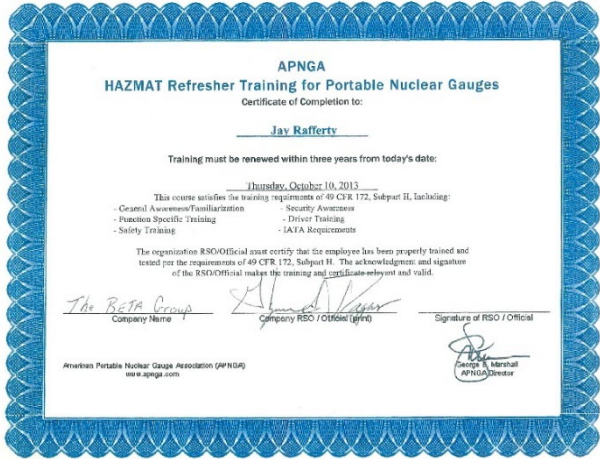 APNGA
HAZMAT Refresher Training for Portable Nuclear Gauges
Certificate of Completion to:
Jay Rafferty
Training must be renewed within three years from today's date:
Thursday, October 10, 2013
This course satisfies the training requirments of 49 CFR 172, Subpart H, Including:
- General Awareness/Familiarization - Security Awareness
- Function Specific Training - Driver Training
- Safety Training - IATA Requirements
The organization RSO/Official must certify that the employee has been properly trained and
tested per the requirements of 49 CFR 172, Subpart H. The acknowledgment and signature
of the RSO/Official makes the training and certificate relevant and valid.
The BETA Group
Company Name Company RSO / Official (print) Signature of RSO / Official
American Portable Nuclear Gauge Association (APNGA)
www.apnga.com
George B. Marshall
APNGA Director